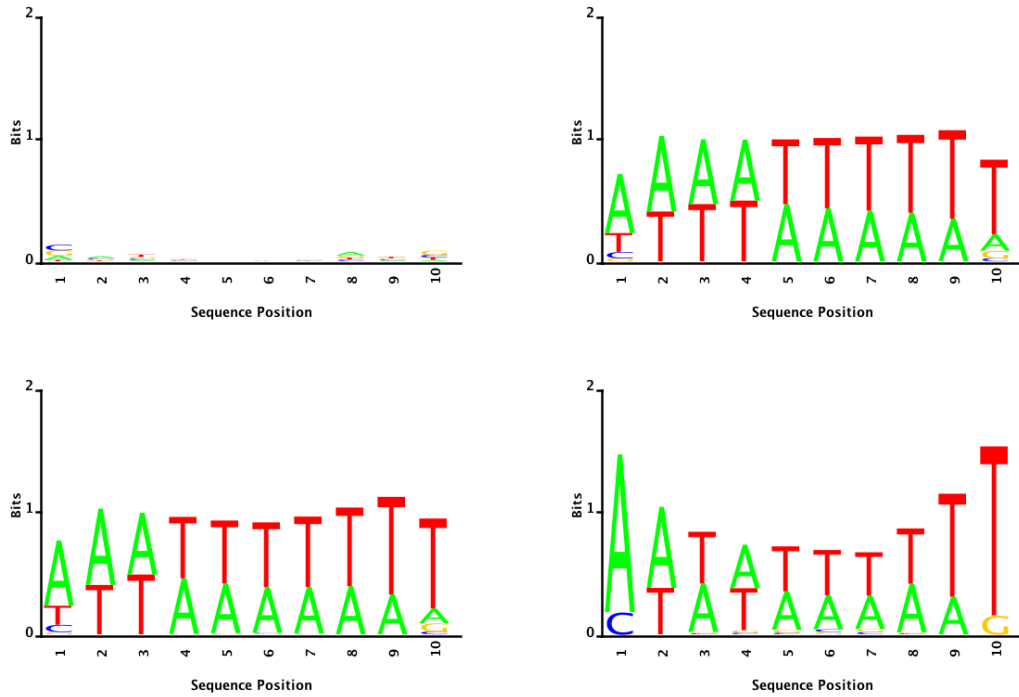 2
Bits
1
0
1 2 3 4 5 6 7 8 9 10
Sequence Position
2
Bits
1
0
A A A A T T T T T T
T T T T A A A A A A
C G
1 2 3 4 5 6 7 8 9 10
Sequence Position
2
Bits
1
0
A A A T T T T T T T
T T T A A A A A A A
C G
1 2 3 4 5 6 7 8 9 10
Sequence Position
2
Bits
1
0
A A T A T T T T T T
C T A T A A A A A G
1 2 3 4 5 6 7 8 9 10
Sequence Position